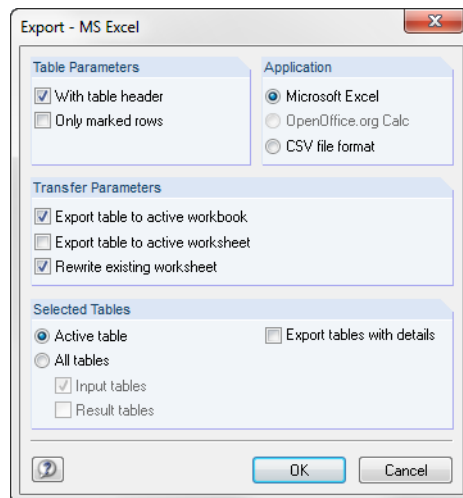 Export - MS Excel
Table Parameters
With table header
Only marked rows
Application
Microsoft Excel
OpenOffice.org Calc
CSV file format
Transfer Parameters
Export table to active workbook
Export table to active worksheet
Rewrite existing worksheet
Selected Tables
Active table
All tables
Input tables
Result tables
Export tables with details
OK
Cancel